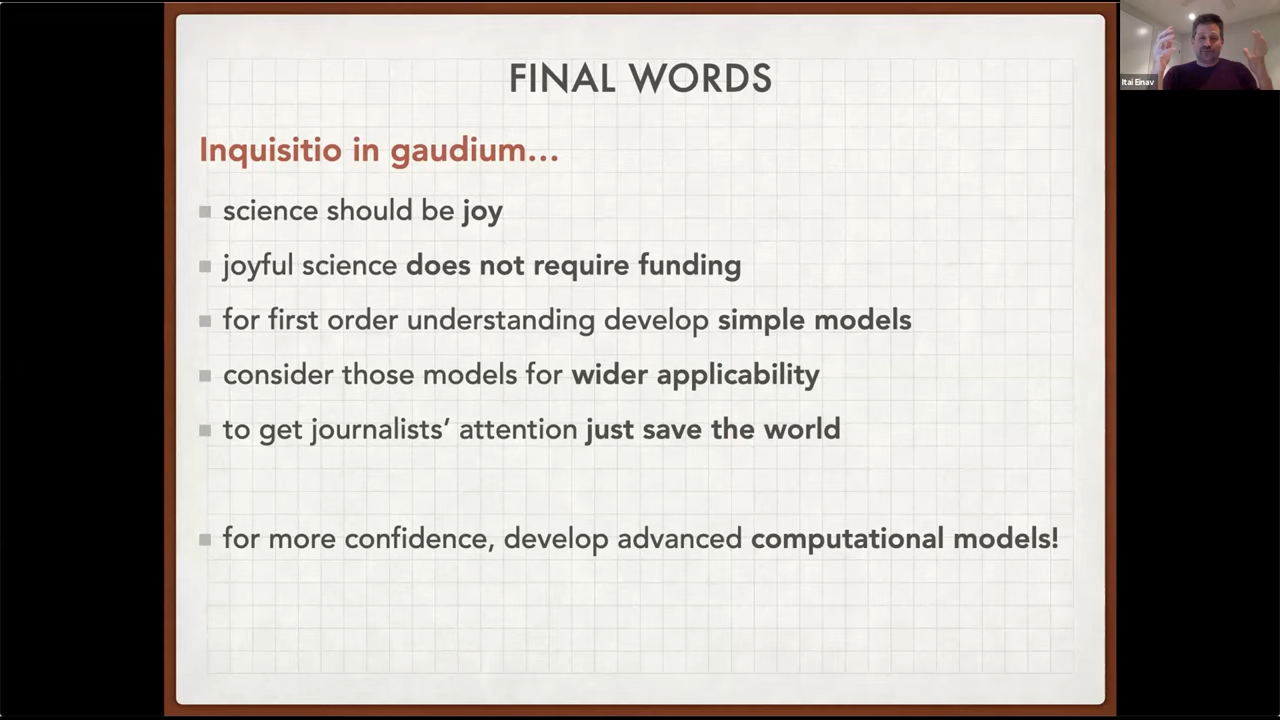 FINAL WORDS
Itai Einav
Inquisitio in gaudium...
science should be joy
joyful science does not require funding
for first order understanding develop simple models
consider those models for wider applicability
to get journalists’ attention just save the world
for more confidence, develop advanced computational models!